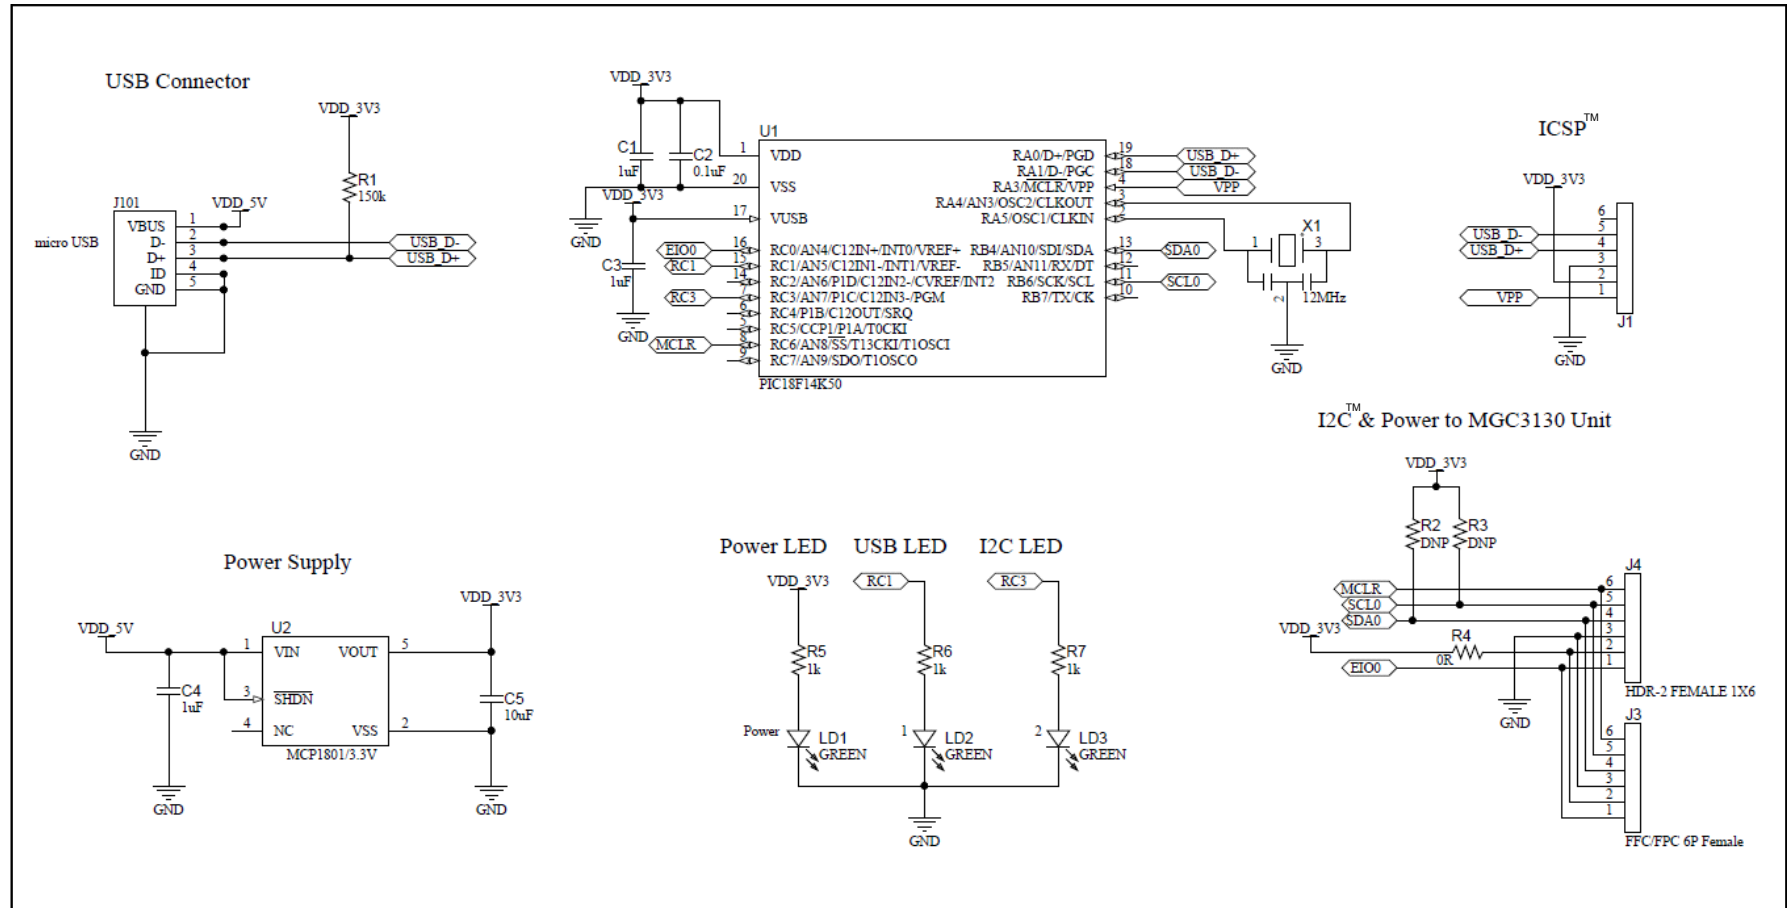 USB Connector
VDD_3V3
R1
150k
J101
VDD_5V
micro USB
VBUS 1
D- 2
D+ 3
ID 4
GND 5
USB_D-
USB_D+
GND
VDD_3V3
C1
1uF
C2
0.1uF
GND
VDD_3V3
C3
1uF
GND
U1
1 VDD
20 VSS
17 VUSB
EIO0 16 RC0/AN4/C12IN+/INT0/VREF+
RC1 15 RC1/AN5/C12IN1-/INT1/VREF-
14 RC2/AN6/P1D/C12IN2-/CVREF/INT2
RC3 7 RC3/AN7/P1C/C12IN3-/PGM
6 RC4/P1B/C12OUT/SRQ
5 RC5/CCP1/P1A/T0CKI
MCLR 8 RC6/AN8/SS/T13CKI/T1OSCI
9 RC7/AN9/SDO/T1OSCO
RA0/D+/PGD 19 USB_D+
RA1/D-/PGC 18 USB_D-
RA3/MCLR/VPP 4 VPP
RA4/AN3/OSC2/CLKOUT 3
RA5/OSC1/CLKIN 2
RB4/AN10/SDI/SDA 13 SDA0
RB5/AN11/RX/DT 12
RB6/SCK/SCL 11 SCL0
RB7/TX/CK 10
PIC18F14K50
X1
1 3
2
12MHz
GND
ICSP™
VDD_3V3
6
USB_D- 5
USB_D+ 4
3
2
VPP 1
J1
GND
Power Supply
VDD_5V
C4
1uF
GND
U2
1 VIN
3 SHDN
4 NC
VOUT 5
VSS 2
MCP1801/3.3V
VDD_3V3
C5
10uF
GND
Power LED USB LED I2C LED
VDD_3V3 RC1 RC3
R5
1k
R6
1k
R7
1k
Power
LD1
GREEN
1
LD2
GREEN
2
LD3
GREEN
GND
I2C™ & Power to MGC3130 Unit
VDD_3V3
R2
DNP
R3
DNP
J4
MCLR 6
SCL0 5
SDA0 4
3
VDD_3V3 R4 2
0R
EIO0 1
HDR-2 FEMALE 1X6
GND
J3
6
5
4
3
2
1
FFC/FPC 6P Female